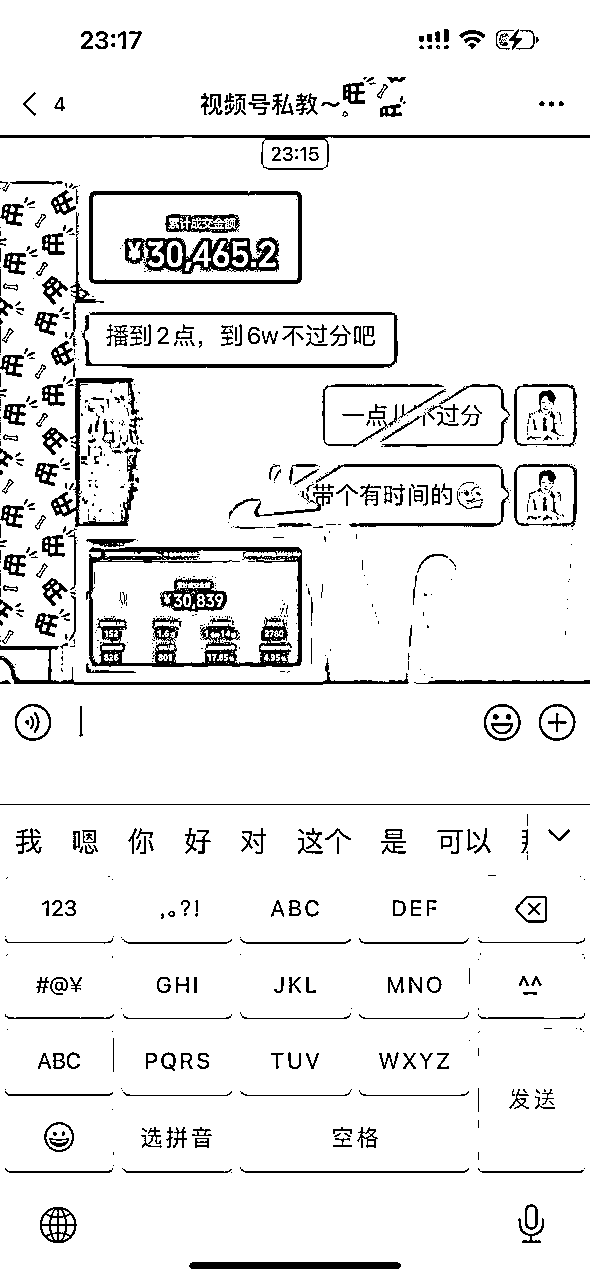 23:17
4
视频号私教～
23:15
累计成交金额
¥30,465.2
播到2点，到6w不过分吧
一点儿不过分
带个有时间的
¥30,839
我 嗯 你 好 对 这个 是 可以
123 ,。?! ABC DEF
#@¥ GHI JKL MNO ^^
ABC PQRS TUV WXYZ
发送
选拼音 空格